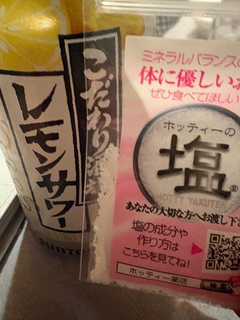 こだわり酒場
レモンサワー
SUNTO
ミネラルバランスの
体に優しいお
ぜひ食べてほしい
ホッティーの
塩
®
HOTTY YAKUTEN
あなたの大切な方へお渡し下さ
塩の成分や
作り方は
こちらを見てね!
ホッティー薬店